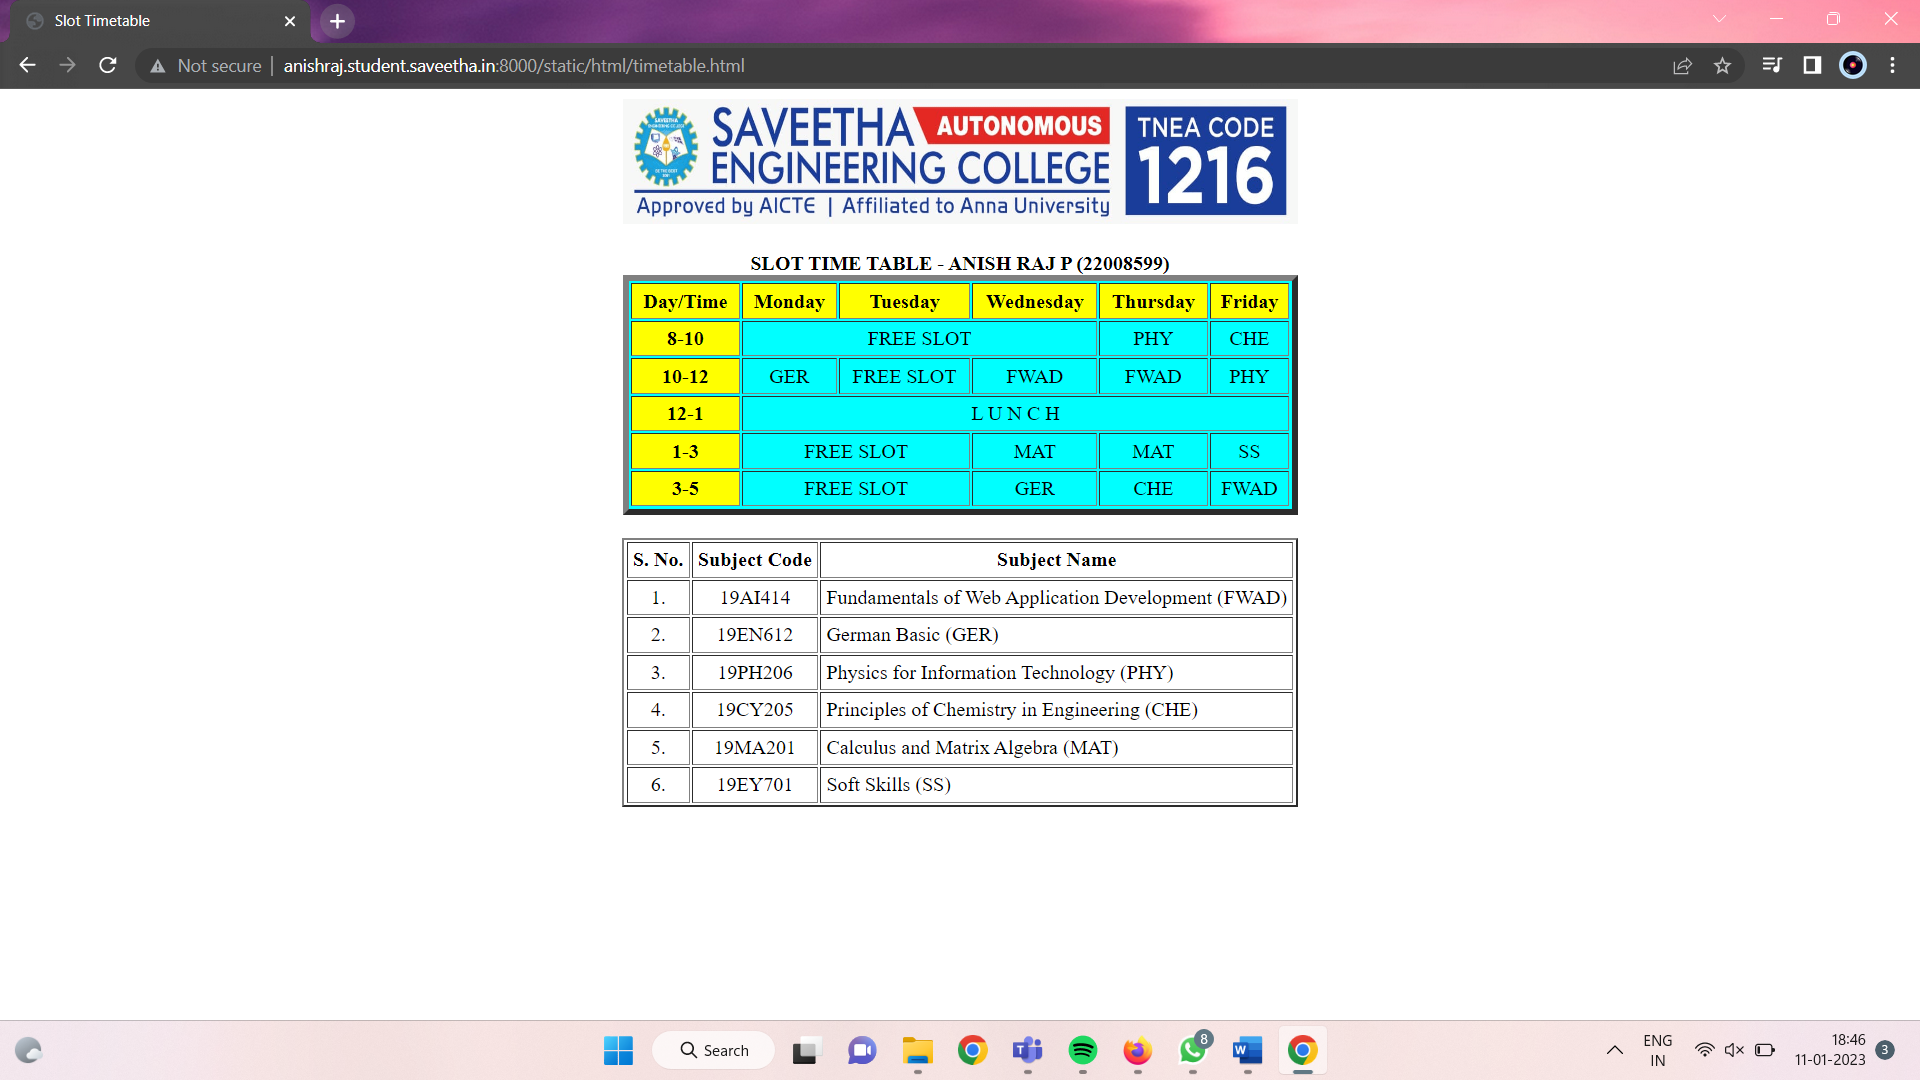 Slot Timetable
Not secure | anishraj.student.saveetha.in:8000/static/html/timetable.html
SAVEETHA AUTONOMOUS
ENGINEERING COLLEGE
Approved by AICTE | Affiliated to Anna University
TNEA CODE
1216
SLOT TIME TABLE - ANISH RAJ P (22008599)
Day/Time Monday Tuesday Wednesday Thursday Friday
8-10 FREE SLOT PHY CHE
10-12 GER FREE SLOT FWAD FWAD PHY
12-1 L U N C H
1-3 FREE SLOT MAT MAT SS
3-5 FREE SLOT GER CHE FWAD
S. No. Subject Code Subject Name
1. 19AI414 Fundamentals of Web Application Development (FWAD)
2. 19EN612 German Basic (GER)
3. 19PH206 Physics for Information Technology (PHY)
4. 19CY205 Principles of Chemistry in Engineering (CHE)
5. 19MA201 Calculus and Matrix Algebra (MAT)
6. 19EY701 Soft Skills (SS)
Search
8
ENG
IN
18:46
11-01-2023
3